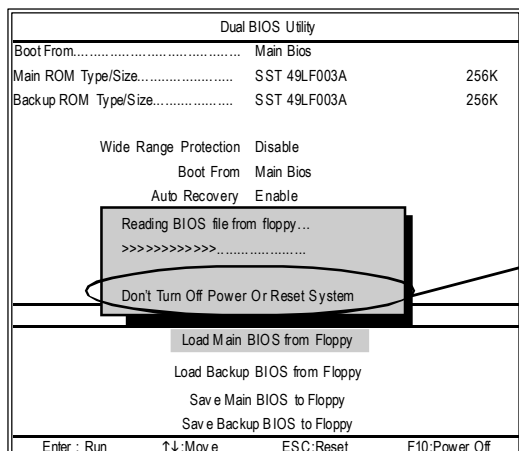 Dual BIOS Utility
Boot From............................................ Main Bios
Main ROM Type/Size....................... SST 49LF003A 256K
Backup ROM Type/Size................... SST 49LF003A 256K
Wide Range Protection Disable
Boot From Main Bios
Auto Recovery Enable
Reading BIOS file from floppy...
>>>>>>>>>>>>.....................
Don't Turn Off Power Or Reset System
Load Main BIOS from Floppy
Load Backup BIOS from Floppy
Save Main BIOS to Floppy
Save Backup BIOS to Floppy
Enter : Run ↑↓:Move ESC:Reset F10:Power Off